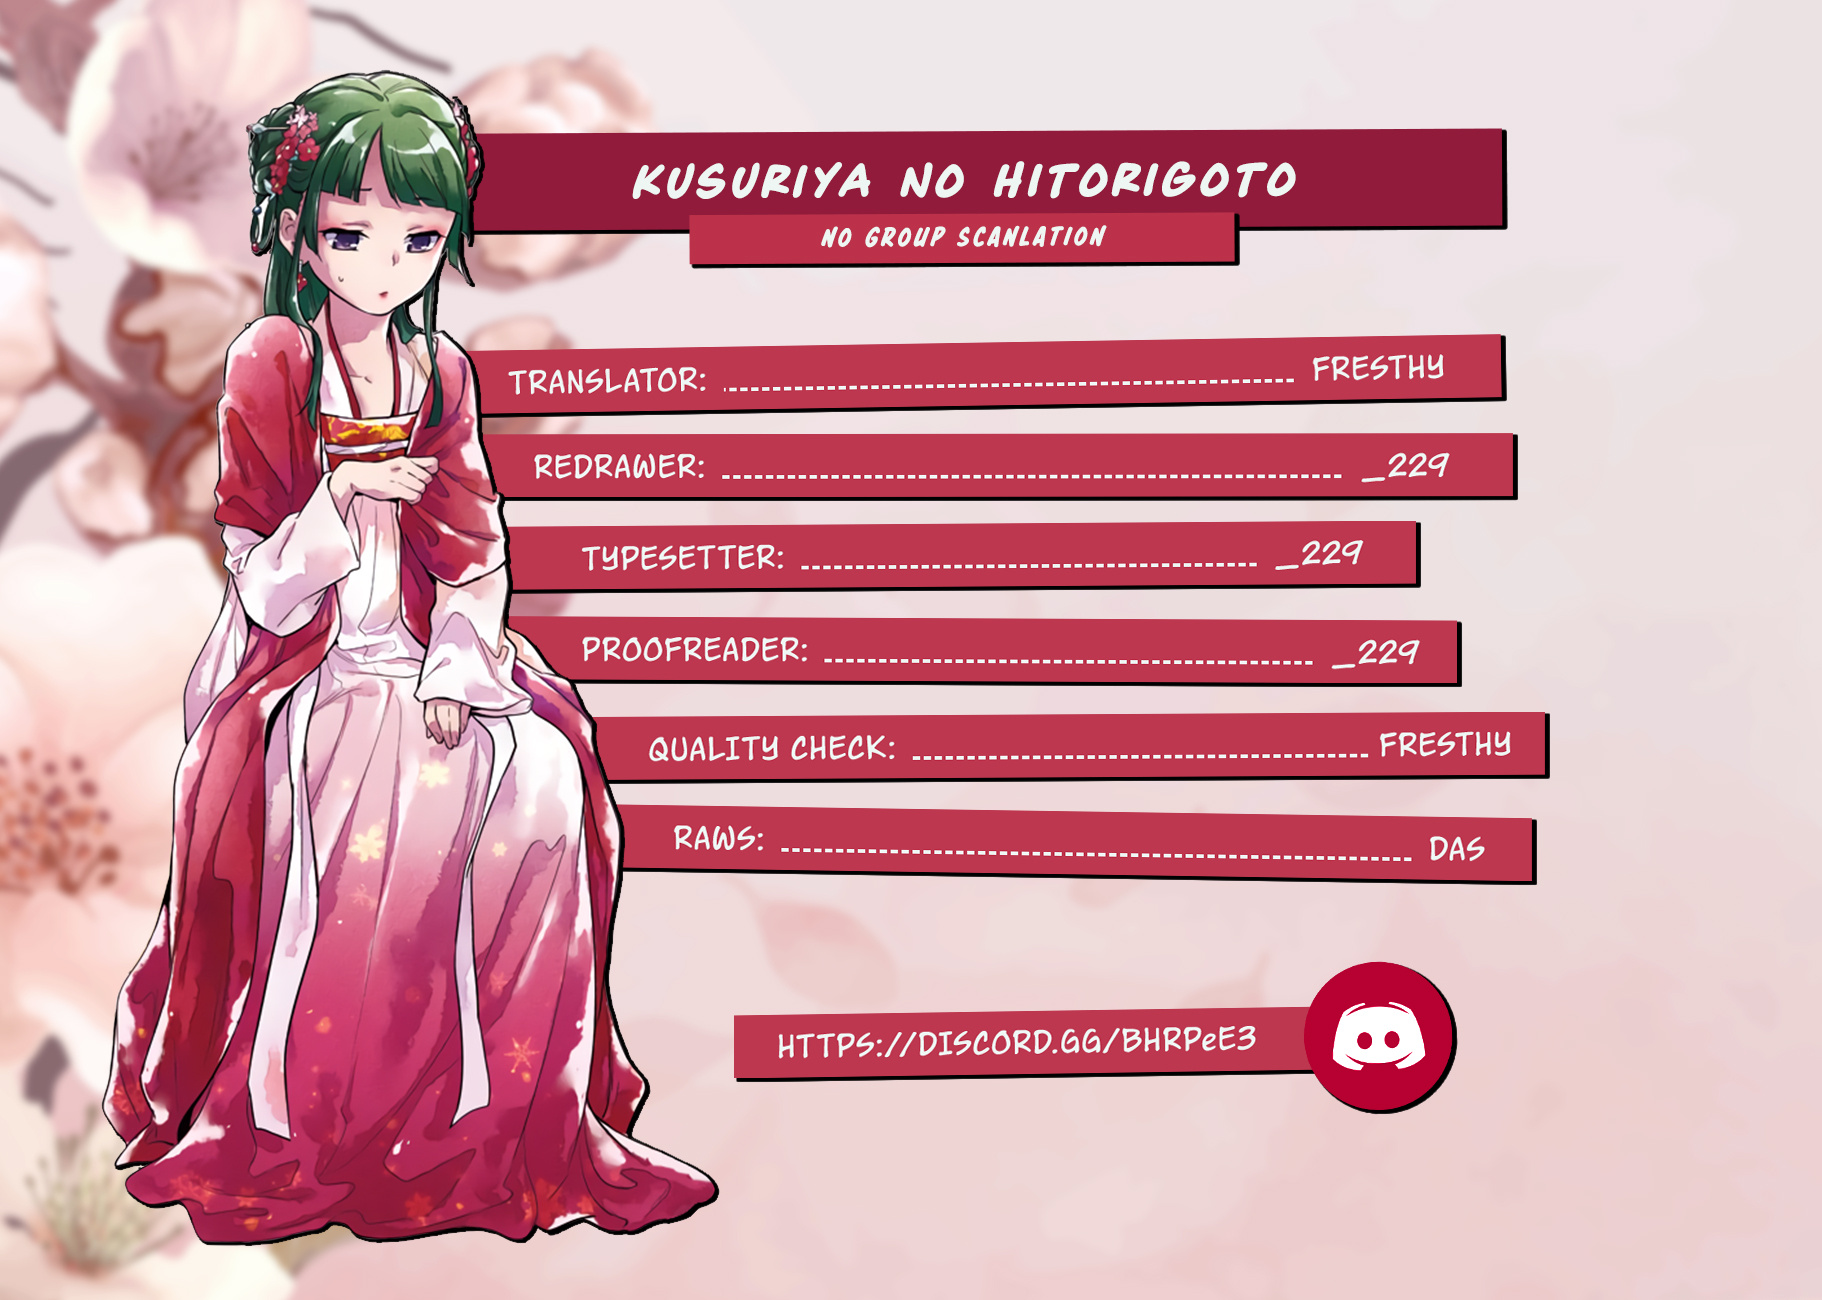 KUSURIYA NO HITORIGOTO
NO GROUP SCANLATION
TRANSLATOR: FRESTHY
REDRAWER: _229
TYPESETTER: _229
PROOFREADER: _229
QUALITY CHECK: FRESTHY
RAWS: DAS
HTTPS://DISCORD.GG/BHRPeE3